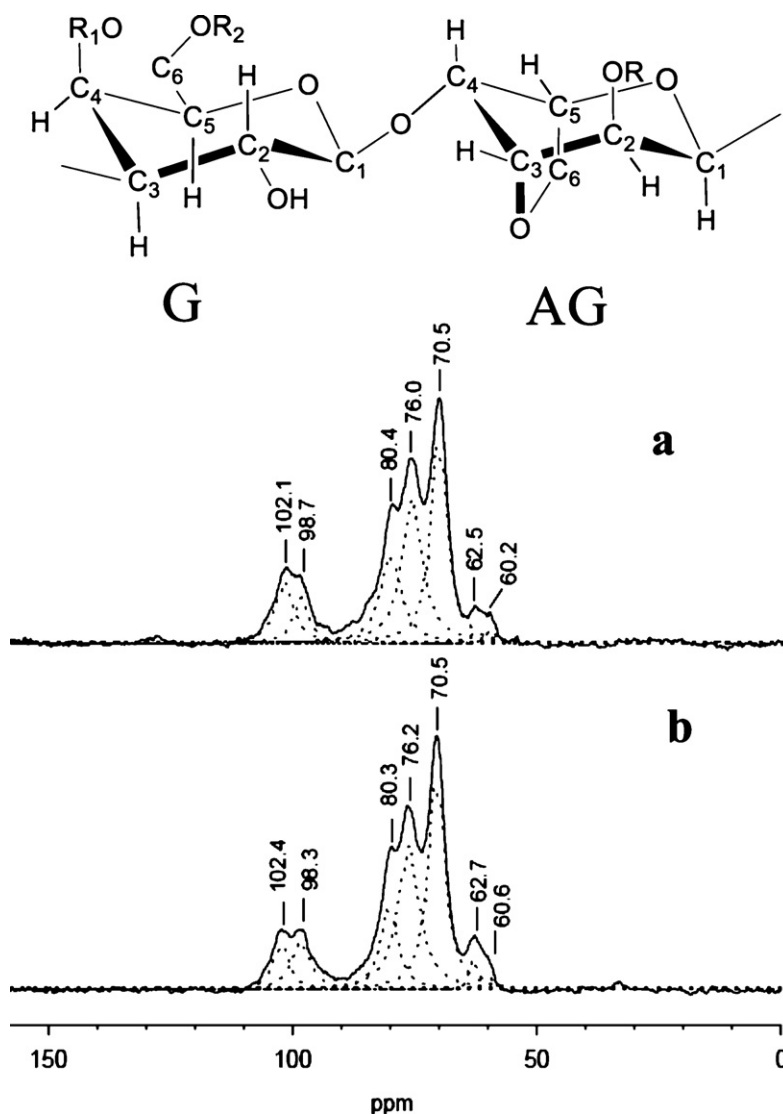 R₁O OR₂ H
C₆ H O C₄ H OR O
C₄ C₅
H C₅ O
C₂ H C₂
C₁ C₃ C₆ C₁
C₃ H OH H
O H
H
G AG
102.1 98.7 80.4 76.0 70.5 62.5 60.2
a
102.4 98.3 80.3 76.2 70.5 62.7 60.6
b
150 100 50 0
ppm